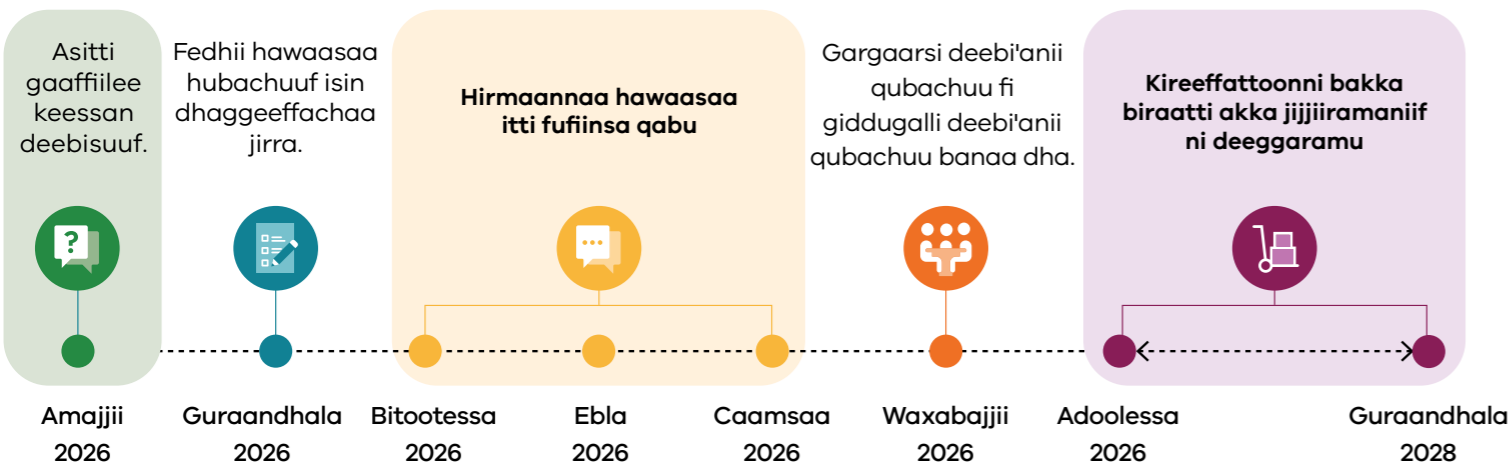 Asitti
gaaffiilee
keessan
deebisuuf.
Fedhii hawaasaa
hubachuuf isin
dhaggeeffachaa
jirra.
Hirmaannaa hawaasaa
itti fufiinsa qabu
Gargaarsi deebi'anii
qubachuu fi
giddugalli deebi'anii
qubachuu banaa dha.
Kireeffattoonni bakka
biraatti akka jijjiiramaniif
ni deeggaramu
?
Amajjii
2026
Guraandhala
2026
Bitootessa
2026
Ebla
2026
Caamsaa
2026
Waxabajjii
2026
Adoolessa
2026
Guraandhala
2028